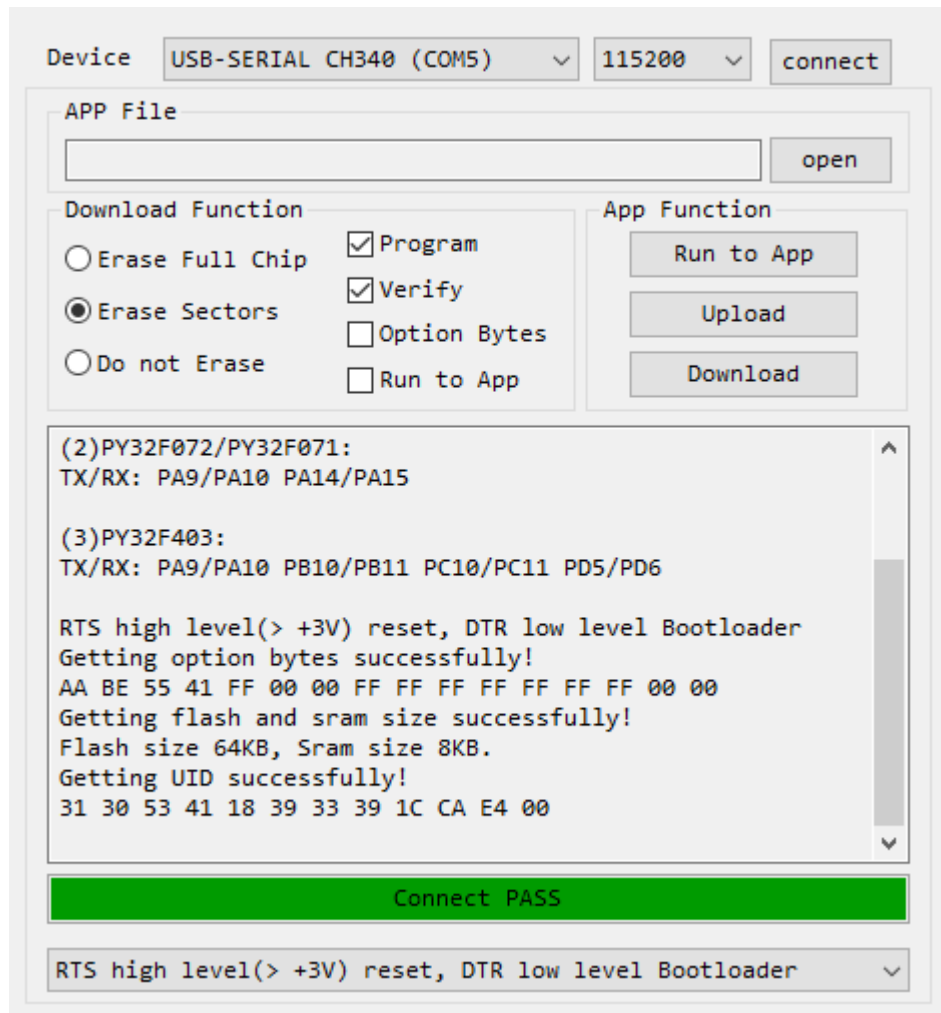 Device USB-SERIAL CH340 (COM5) 115200 connect
APP File
open
Download Function
App Function
Erase Full Chip
Erase Sectors
Do not Erase
Program
Verify
Option Bytes
Run to App
Run to App
Upload
Download
(2)PY32F072/PY32F071:
TX/RX: PA9/PA10 PA14/PA15
(3)PY32F403:
TX/RX: PA9/PA10 PB10/PB11 PC10/PC11 PD5/PD6
RTS high level(> +3V) reset, DTR low level Bootloader
Getting option bytes successfully!
AA BE 55 41 FF 00 00 FF FF FF FF FF FF FF 00 00
Getting flash and sram size successfully!
Flash size 64KB, Sram size 8KB.
Getting UID successfully!
31 30 53 41 18 39 33 39 1C CA E4 00
Connect PASS
RTS high level(> +3V) reset, DTR low level Bootloader